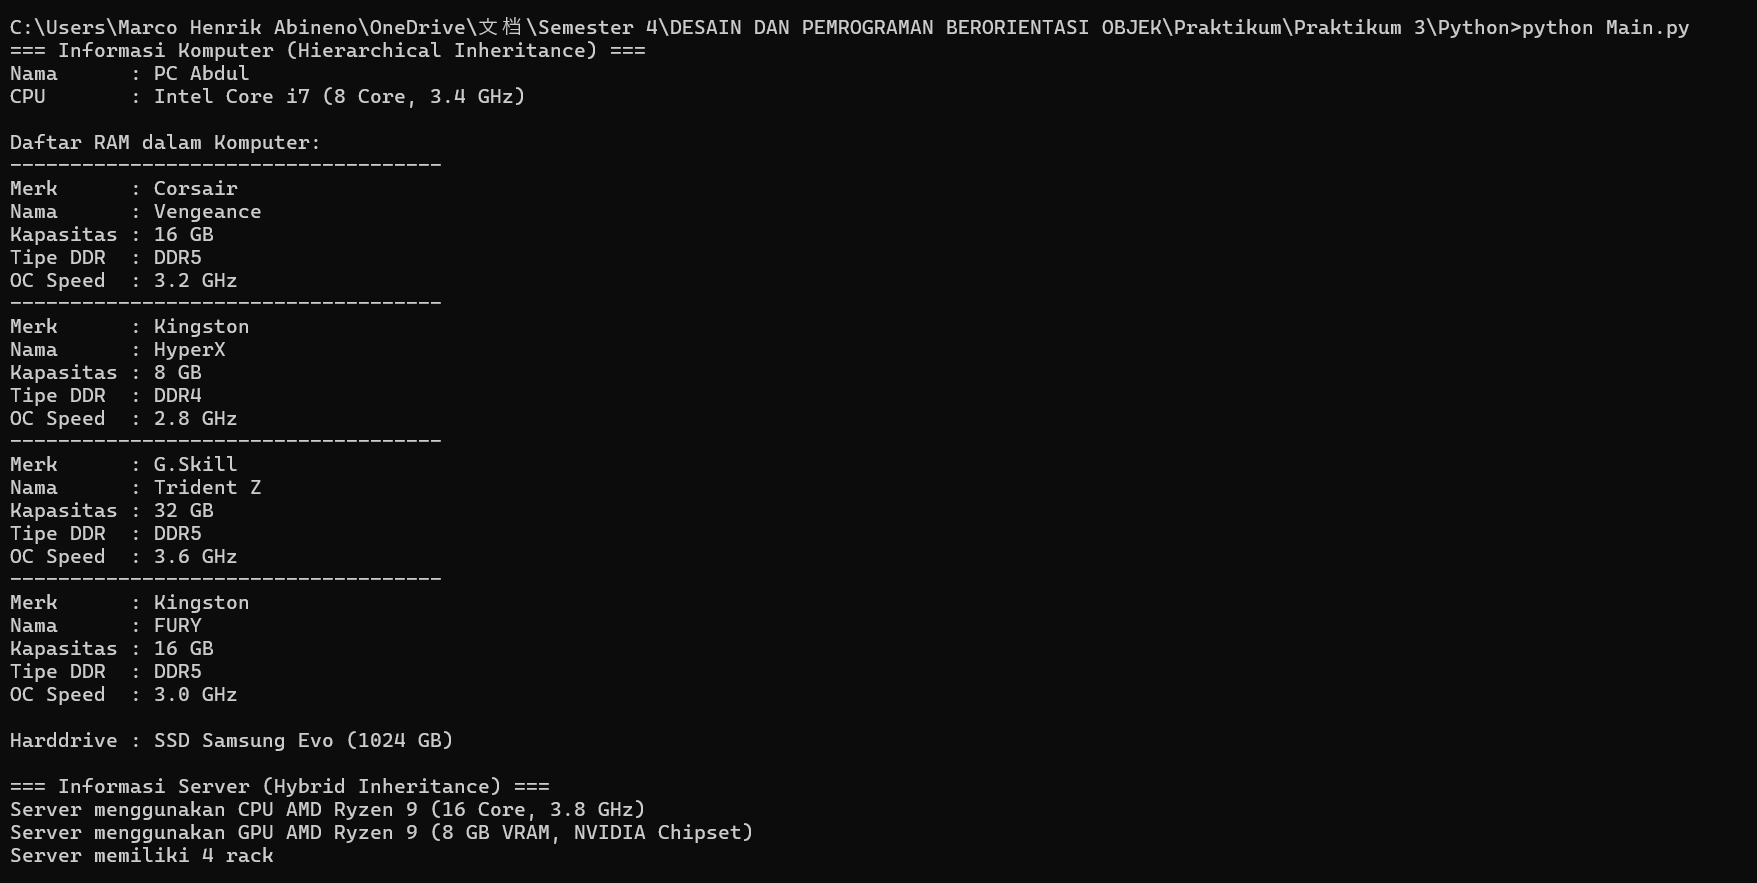 C:\Users\Marco Henrik Abineno\OneDrive\文档\Semester 4\DESAIN DAN PEMROGRAMAN BERORIENTASI OBJEK\Praktikum\Praktikum 3\Python>python Main.py
=== Informasi Komputer (Hierarchical Inheritance) ===
Nama      : PC Abdul
CPU       : Intel Core i7 (8 Core, 3.4 GHz)

Daftar RAM dalam Komputer:
------------------------------------
Merk      : Corsair
Nama      : Vengeance
Kapasitas : 16 GB
Tipe DDR  : DDR5
OC Speed  : 3.2 GHz
------------------------------------
Merk      : Kingston
Nama      : HyperX
Kapasitas : 8 GB
Tipe DDR  : DDR4
OC Speed  : 2.8 GHz
------------------------------------
Merk      : G.Skill
Nama      : Trident Z
Kapasitas : 32 GB
Tipe DDR  : DDR5
OC Speed  : 3.6 GHz
------------------------------------
Merk      : Kingston
Nama      : FURY
Kapasitas : 16 GB
Tipe DDR  : DDR5
OC Speed  : 3.0 GHz

Harddrive : SSD Samsung Evo (1024 GB)

=== Informasi Server (Hybrid Inheritance) ===
Server menggunakan CPU AMD Ryzen 9 (16 Core, 3.8 GHz)
Server menggunakan GPU AMD Ryzen 9 (8 GB VRAM, NVIDIA Chipset)
Server memiliki 4 rack